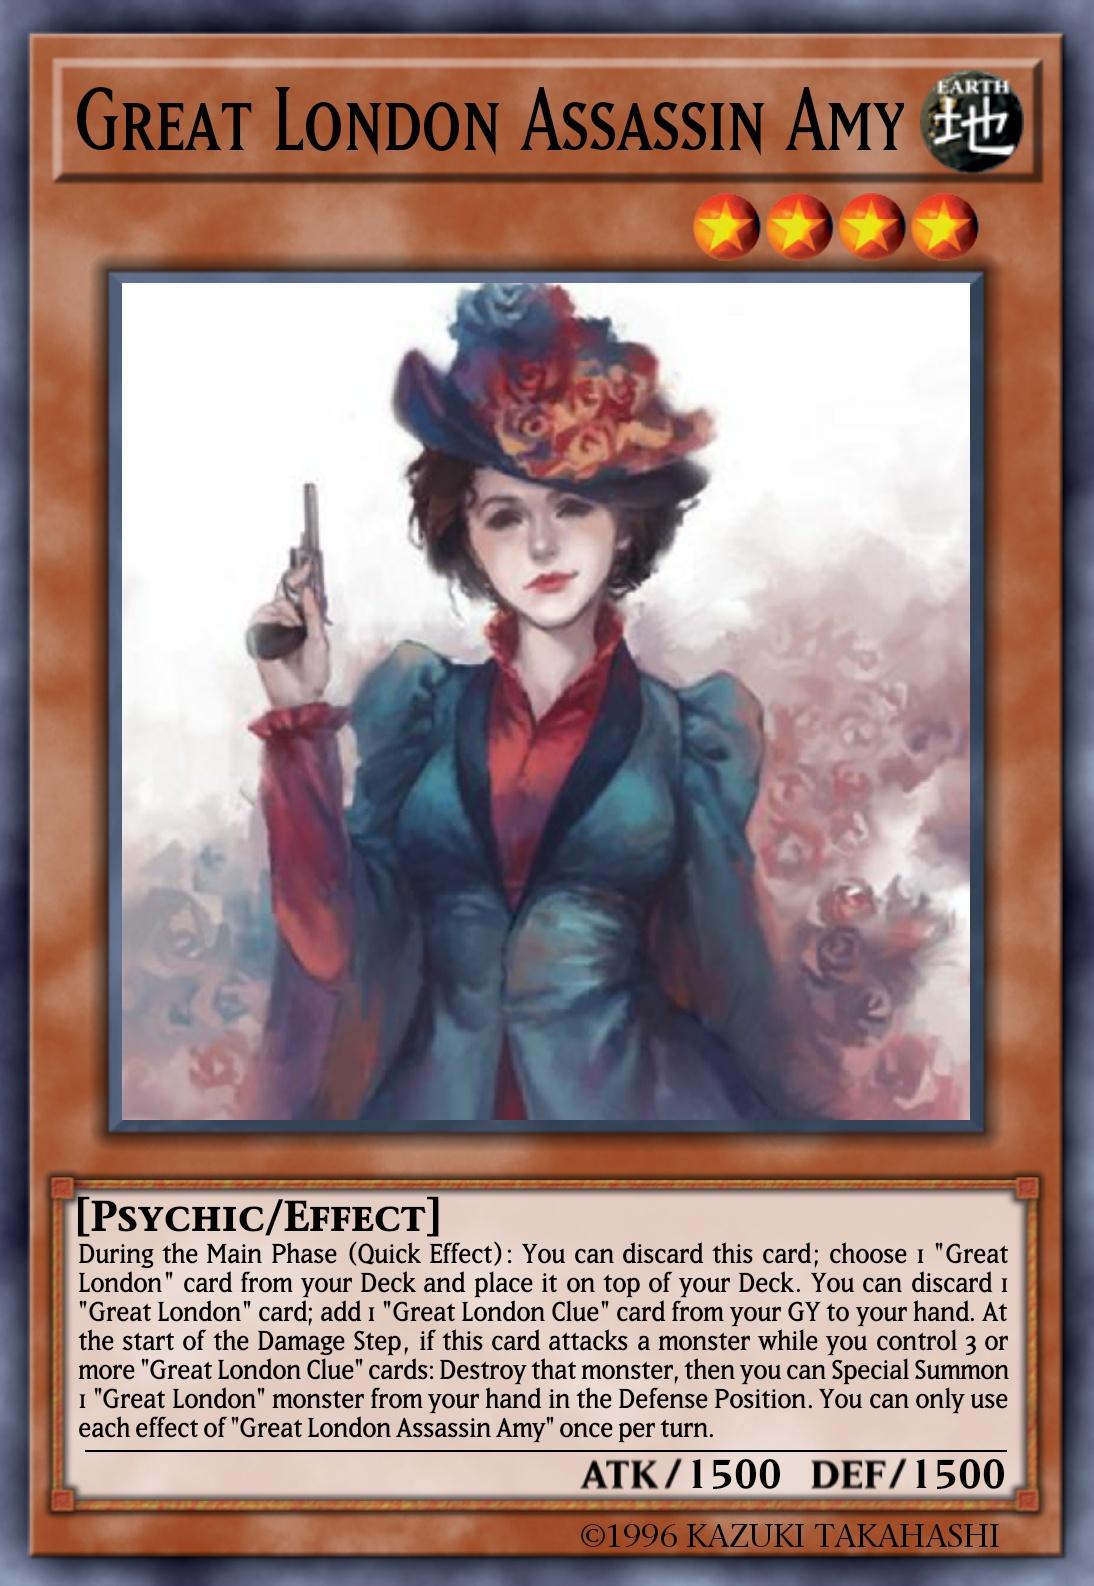 Great London Assassin Amy
EARTH
地
[Psychic/Effect]
During the Main Phase (Quick Effect): You can discard this card; choose 1 "Great
London" card from your Deck and place it on top of your Deck. You can discard 1
"Great London" card; add 1 "Great London Clue" card from your GY to your hand. At
the start of the Damage Step, if this card attacks a monster while you control 3 or
more "Great London Clue" cards: Destroy that monster, then you can Special Summon
1 "Great London" monster from your hand in the Defense Position. You can only use
each effect of "Great London Assassin Amy" once per turn.
ATK/1500 DEF/1500
©1996 KAZUKI TAKAHASHI